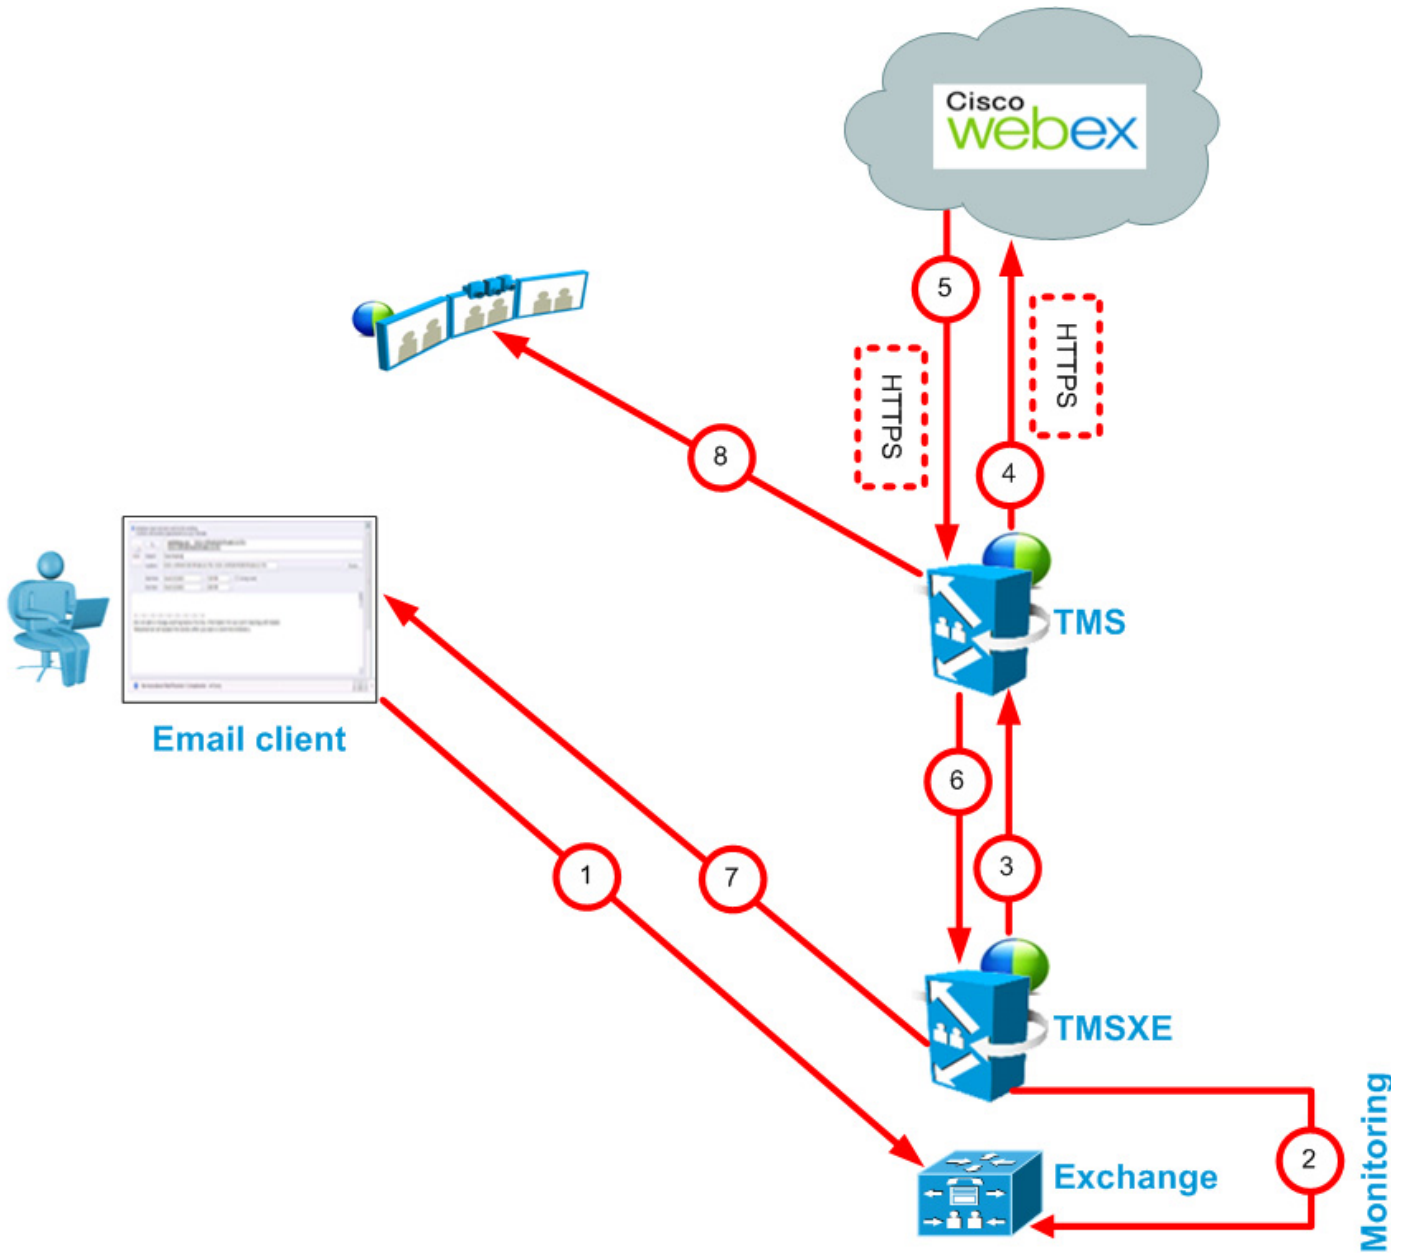 Cisco
webex
5
HTTPS
HTTPS
4
8
TMS
Email client
6
3
1
7
TMSXE
Monitoring
2
Exchange